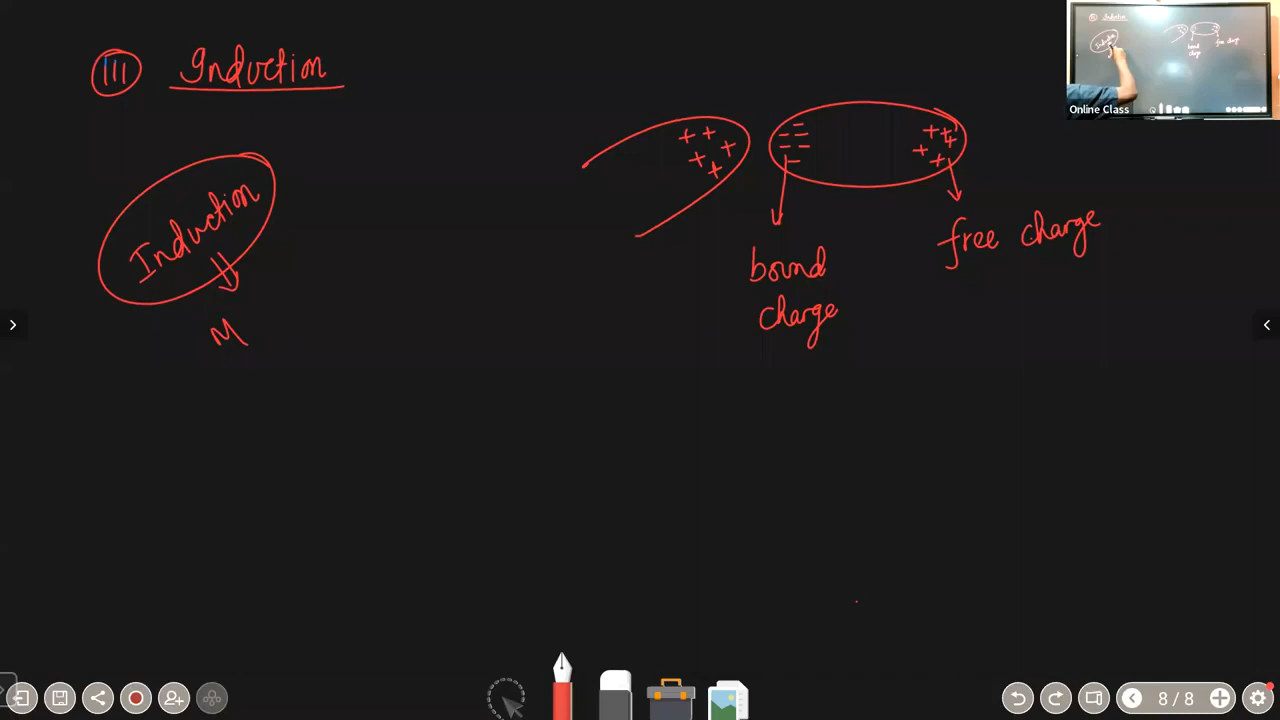 III Induction
Induction
M
++
+++
--
--
-
++
+++
bound
charge
free charge
Online Class
8 / 8